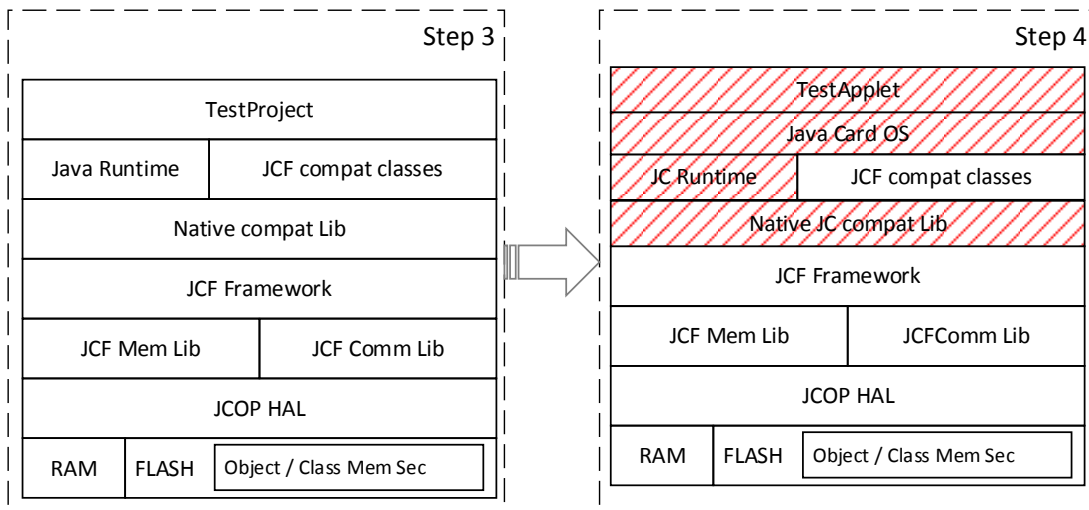 Step 3
TestProject
Java Runtime
JCF compat classes
Native compat Lib
JCF Framework
JCF Mem Lib
JCF Comm Lib
JCOP HAL
RAM
FLASH
Object / Class Mem Sec
Step 4
TestApplet
Java Card OS
JC Runtime
JCF compat classes
Native JC compat Lib
JCF Framework
JCF Mem Lib
JCFComm Lib
JCOP HAL
RAM
FLASH
Object / Class Mem Sec